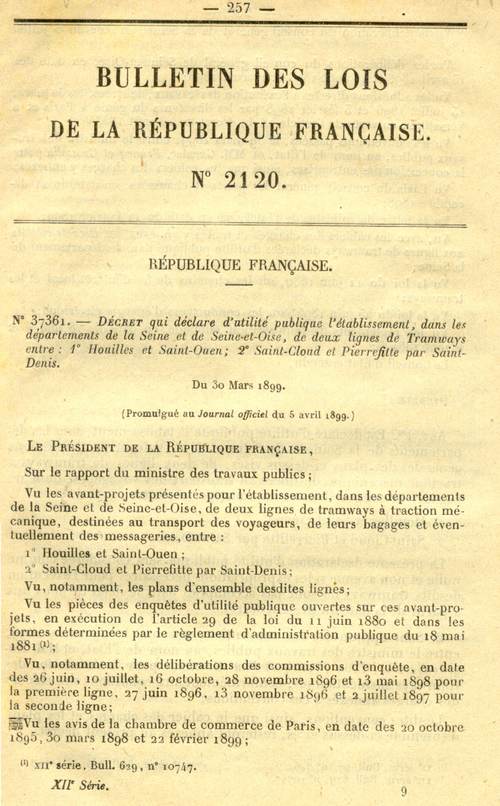 — 257 —
BULLETIN DES LOIS
DE LA RÉPUBLIQUE FRANÇAISE.
N° 2120.
RÉPUBLIQUE FRANÇAISE.
N° 37361. — DÉCRET qui déclare d'utilité publique l'établissement, dans les
départements de la Seine et de Seine-et-Oise, de deux lignes de Tramways
entre : 1° Houilles et Saint-Ouen; 2° Saint-Cloud et Pierrefitte par Saint-
Denis.
Du 30 Mars 1899.
(Promulgué au Journal officiel du 5 avril 1899.)
LE PRÉSIDENT DE LA RÉPUBLIQUE FRANÇAISE,
Sur le rapport du ministre des travaux publics;
Vu les avant-projets présentés pour l'établissement, dans les départements
de la Seine et de Seine-et-Oise, de deux lignes de tramways à traction mé-
canique, destinées au transport des voyageurs, de leurs bagages et éven-
tuellement des messageries, entre :
1° Houilles et Saint-Ouen;
2° Saint-Cloud et Pierrefitte par Saint-Denis;
Vu, notamment, les plans d'ensemble desdites lignes;
Vu les pièces des enquêtes d'utilité publique ouvertes sur ces avant-pro-
jets, en exécution de l'article 29 de la loi du 11 juin 1880 et dans les
formes déterminées par le règlement d'administration publique du 18 mai
1881 (1);
Vu, notamment, les délibérations des commissions d'enquête, en date
des 26 juin, 10 juillet, 16 octobre, 28 novembre 1896 et 13 mai 1898 pour
la première ligne, 27 juin 1896, 13 novembre 1896 et 2 juillet 1897 pour
la seconde ligne;
Vu les avis de la chambre de commerce de Paris, en date des 20 octobre
1895, 30 mars 1898 et 22 février 1899;
(1) XII° série, Bull. 629, n° 10747.
XII° Série. 9